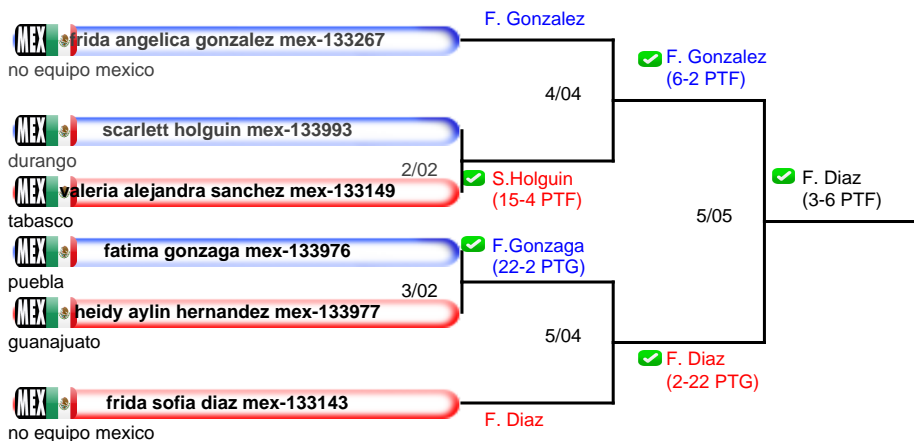 F. Gonzalez
MEX frida angelica gonzalez mex-133267
no equipo mexico
F. Gonzalez
(6-2 PTF)
4/04
MEX scarlett holguin mex-133993
durango
2/02
S.Holguin
(15-4 PTF)
MEX valeria alejandra sanchez mex-133149
tabasco
F. Diaz
(3-6 PTF)
5/05
MEX fatima gonzaga mex-133976
puebla
F.Gonzaga
(22-2 PTG)
3/02
MEX heidy aylin hernandez mex-133977
guanajuato
5/04
F. Diaz
(2-22 PTG)
MEX frida sofia diaz mex-133143
no equipo mexico
F. Diaz